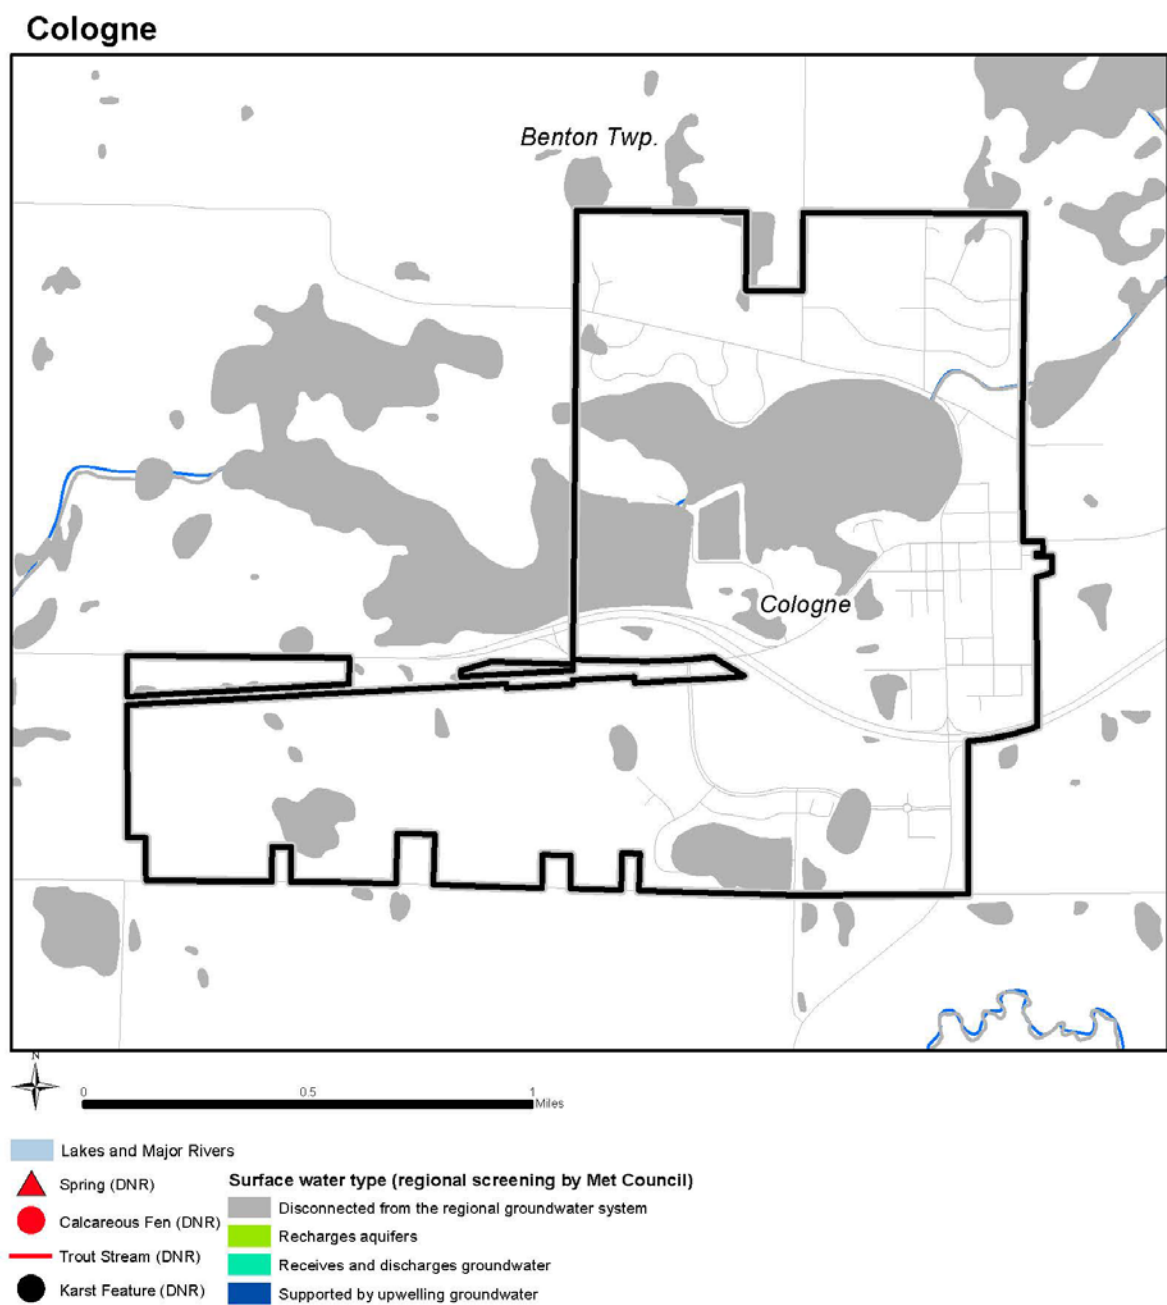 Cologne
Benton Twp.
Cologne
N
0 0.5 1
Miles
Lakes and Major Rivers
Spring (DNR)
Calcareous Fen (DNR)
Trout Stream (DNR)
Karst Feature (DNR)
Surface water type (regional screening by Met Council)
Disconnected from the regional groundwater system
Recharges aquifers
Receives and discharges groundwater
Supported by upwelling groundwater